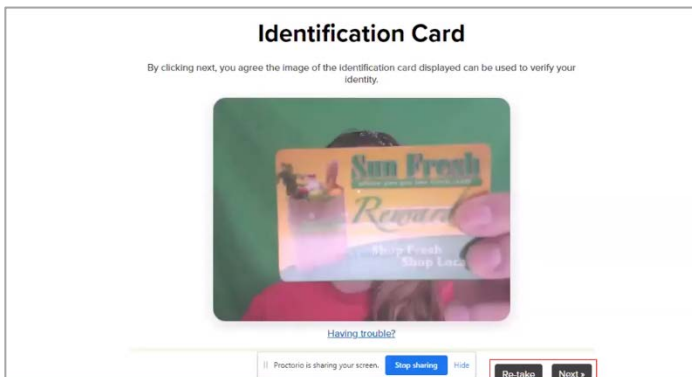 Identification Card
By clicking next, you agree the image of the identification card displayed can be used to verify your
identity.
Sun Fresh
Reward
Shop Fresh
Shop Loca
Having trouble?
Proctorio is sharing your screen. Stop sharing Hide
Re-take Next »